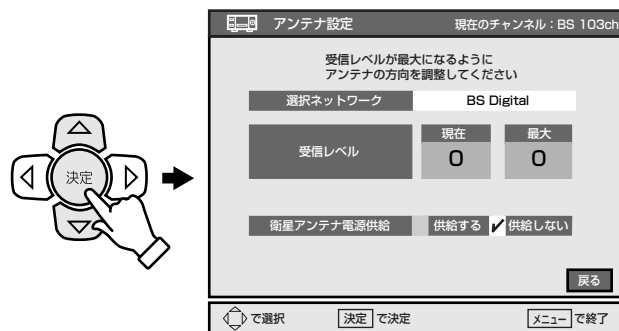 アンテナ設定 現在のチャンネル：BS 103ch
受信レベルが最大になるように
アンテナの方向を調整してください
選択ネットワーク BS Digital
現在 最大
受信レベル 0 0
決定
衛星アンテナ電源供給 供給する ✔ 供給しない
戻る
で選択 決定 で決定 メニュー で終了